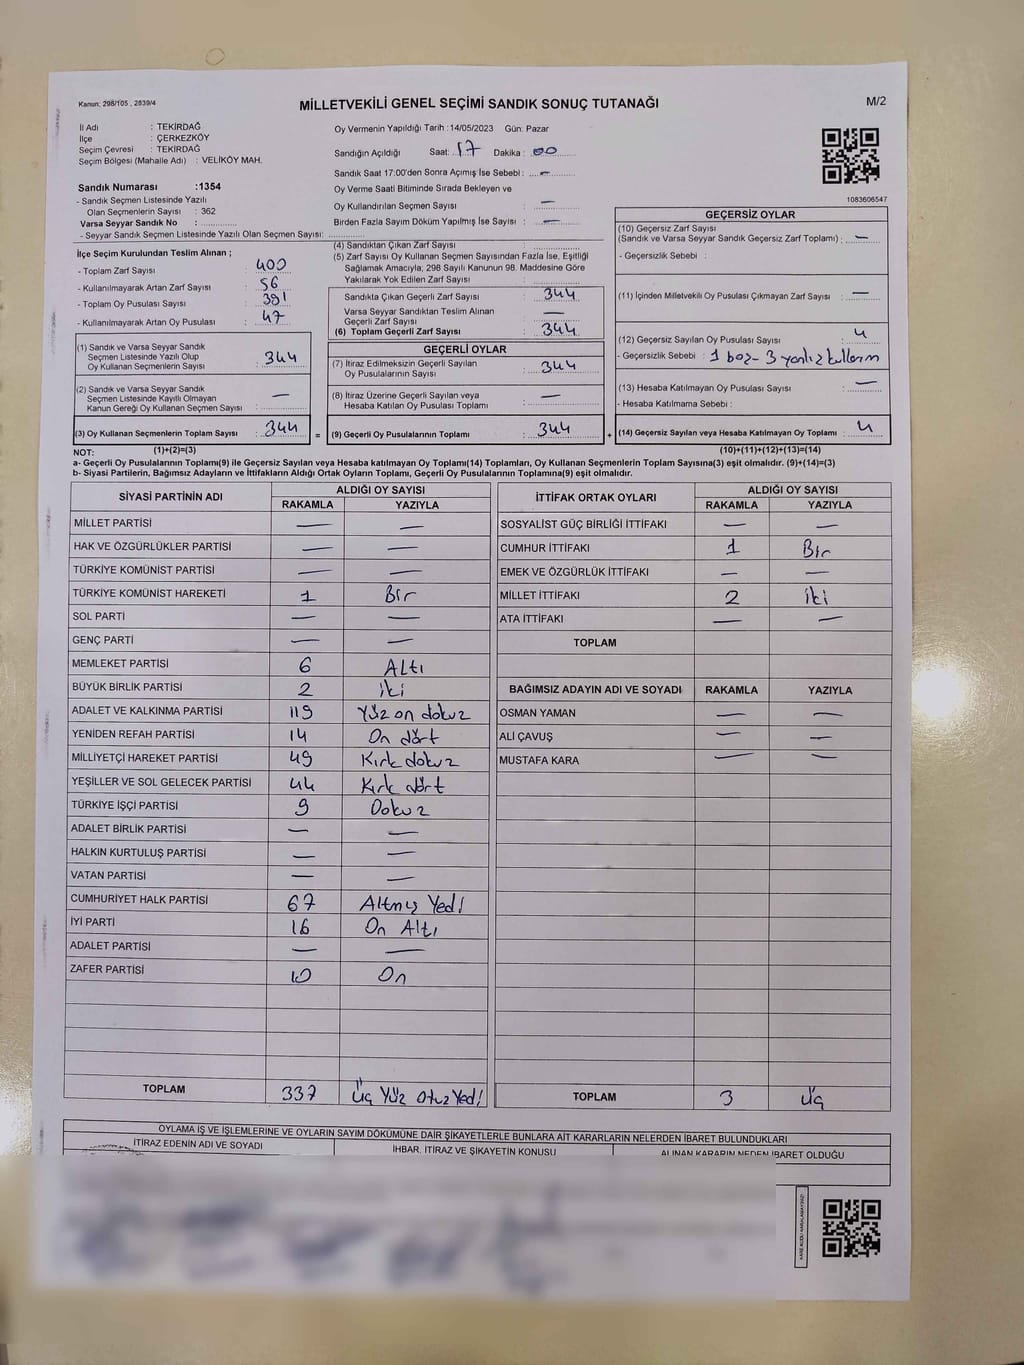 Kanun; 298/105 , 2839/4
MİLLETVEKİLİ GENEL SEÇİMİ SANDIK SONUÇ TUTANAĞI
M/2
İl Adı : TEKİRDAĞ
İlçe : ÇERKEZKÖY
Seçim Çevresi : TEKİRDAĞ
Seçim Bölgesi (Mahalle Adı) : VELİKÖY MAH.
Sandık Numarası :1354
- Sandık Seçmen Listesinde Yazılı
Olan Seçmenlerin Sayısı : 362
Varsa Seyyar Sandık No :
- Seyyar Sandık Seçmen Listesinde Yazılı Olan Seçmen Sayısı:
Oy Vermenin Yapıldığı Tarih :14/05/2023 Gün: Pazar
Sandığın Açıldığı Saat: 17 Dakika : 00
Sandık Saat 17:00'den Sonra Açımış İse Sebebi : —
Oy Verme Saati Bitiminde Sırada Bekleyen ve
Oy Kullandırılan Seçmen Sayısı —
Birden Fazla Sayım Döküm Yapılmış İse Sayısı : —
1083606547
İlçe Seçim Kurulundan Teslim Alınan ;
- Toplam Zarf Sayısı : 400
- Kullanılmayarak Artan Zarf Sayısı : 56
- Toplam Oy Pusulası Sayısı : 391
- Kullanılmayarak Artan Oy Pusulası : 47
(1) Sandık ve Varsa Seyyar Sandık
Seçmen Listesinde Yazılı Olup
Oy Kullanan Seçmenlerin Sayısı : 344
(2) Sandık ve Varsa Seyyar Sandık
Seçmen Listesinde Kayıtlı Olmayan
Kanun Gereği Oy Kullanan Seçmen Sayısı : —
(3) Oy Kullanan Seçmenlerin Toplam Sayısı : 344 =
(4) Sandıktan Çıkan Zarf Sayısı :
(5) Zarf Sayısı Oy Kullanan Seçmen Sayısından Fazla İse, Eşitliği
Sağlamak Amacıyla; 298 Sayılı Kanunun 98. Maddesine Göre
Yakılarak Yok Edilen Zarf Sayısı :
Sandıkta Çıkan Geçerli Zarf Sayısı : 344
Varsa Seyyar Sandıktan Teslim Alınan
Geçerli Zarf Sayısı : —
(6) Toplam Geçerli Zarf Sayısı : 344
GEÇERLİ OYLAR
(7) İtiraz Edilmeksizin Geçerli Sayılan
Oy Pusulalarının Sayısı : 344
(8) İtiraz Üzerine Geçerli Sayılan veya
Hesaba Katılan Oy Pusulası Toplamı : —
(9) Geçerli Oy Pusulalarının Toplamı : 344 +
GEÇERSİZ OYLAR
(10) Geçersiz Zarf Sayısı
(Sandık ve Varsa Seyyar Sandık Geçersiz Zarf Toplamı) : —
- Geçersizlik Sebebi :
(11) İçinden Milletvekili Oy Pusulası Çıkmayan Zarf Sayısı : —
(12) Geçersiz Sayılan Oy Pusulası Sayısı : 4
- Geçersizlik Sebebi : 1 boz- 3 yanlız kullanım
(13) Hesaba Katılmayan Oy Pusulası Sayısı : —
- Hesaba Katılmama Sebebi :
(14) Geçersiz Sayılan veya Hesaba Katılmayan Oy Toplamı : 4
NOT: (1)+(2)=(3) (10)+(11)+(12)+(13)=(14)
a- Geçerli Oy Pusulalarının Toplamı(9) ile Geçersiz Sayılan veya Hesaba katılmayan Oy Toplamı(14) Toplamları, Oy Kullanan Seçmenlerin Toplam Sayısına(3) eşit olmalıdır. (9)+(14)=(3)
b- Siyasi Partilerin, Bağımsız Adayların ve İttifakların Aldığı Ortak Oyların Toplamı, Geçerli Oy Pusulalarının Toplamına(9) eşit olmalıdır.
SİYASİ PARTİNİN ADI ALDIĞI OY SAYISI
RAKAMLA YAZIYLA
MİLLET PARTİSİ — —
HAK VE ÖZGÜRLÜKLER PARTİSİ — —
TÜRKİYE KOMÜNİST PARTİSİ — —
TÜRKİYE KOMÜNİST HAREKETİ 1 Bir
SOL PARTİ — —
GENÇ PARTİ — —
MEMLEKET PARTİSİ 6 Altı
BÜYÜK BİRLİK PARTİSİ 2 iki
ADALET VE KALKINMA PARTİSİ 119 Yüz on dokuz
YENİDEN REFAH PARTİSİ 14 On dört
MİLLİYETÇİ HAREKET PARTİSİ 49 Kırk dokuz
YEŞİLLER VE SOL GELECEK PARTİSİ 44 Kırk dört
TÜRKİYE İŞÇİ PARTİSİ 9 Dokuz
ADALET BİRLİK PARTİSİ — —
HALKIN KURTULUŞ PARTİSİ — —
VATAN PARTİSİ — —
CUMHURİYET HALK PARTİSİ 67 Altmış Yedi
İYİ PARTİ 16 On Altı
ADALET PARTİSİ — —
ZAFER PARTİSİ 10 On
TOPLAM 337 Üç Yüz Otuz Yedi
İTTİFAK ORTAK OYLARI ALDIĞI OY SAYISI
RAKAMLA YAZIYLA
SOSYALİST GÜÇ BİRLİĞİ İTTİFAKI — —
CUMHUR İTTİFAKI 1 Bir
EMEK VE ÖZGÜRLÜK İTTİFAKI — —
MİLLET İTTİFAKI 2 iki
ATA İTTİFAKI — —
TOPLAM
BAĞIMSIZ ADAYIN ADI VE SOYADI RAKAMLA YAZIYLA
OSMAN YAMAN — —
ALİ ÇAVUŞ — —
MUSTAFA KARA — —
TOPLAM 3 Üç
OYLAMA İŞ VE İŞLEMLERİNE VE OYLARIN SAYIM DÖKÜMÜNE DAİR ŞİKAYETLERLE BUNLARA AİT KARARLARIN NELERDEN İBARET BULUNDUKLARI
İTİRAZ EDENİN ADI VE SOYADI İHBAR, İTİRAZ VE ŞİKAYETİN KONUSU ALINAN KARARIN NEDEN İBARET OLDUĞU